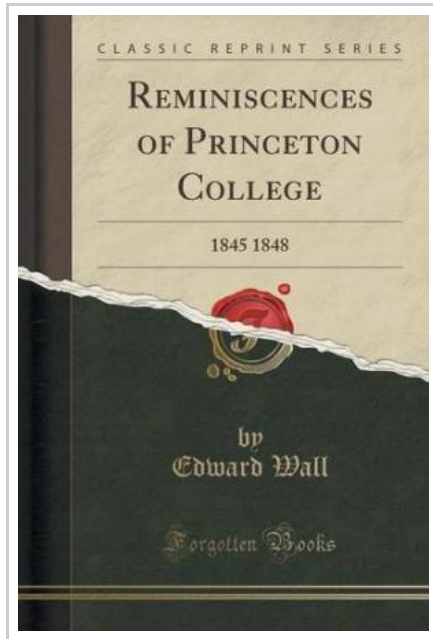 CLASSIC REPRINT SERIES
REMINISCENCES
OF PRINCETON
COLLEGE
1845 1848
by
Edward Wall
Forgotten Books